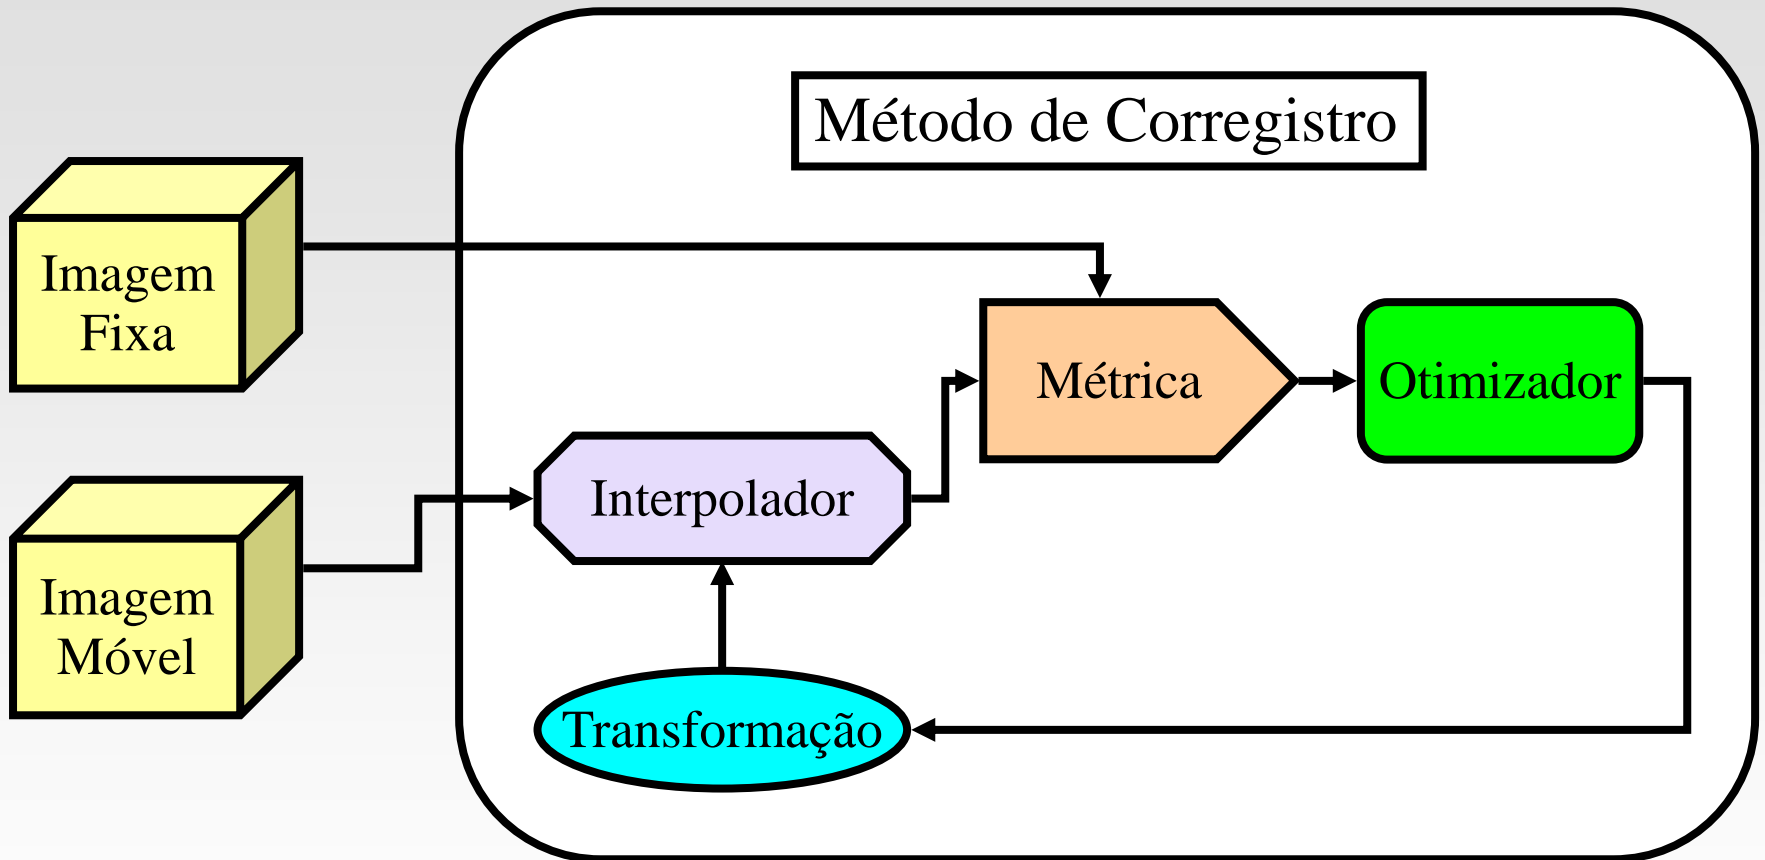 Método de Corregistro
Imagem
Fixa
Métrica
Otimizador
Interpolador
Imagem
Móvel
Transformação